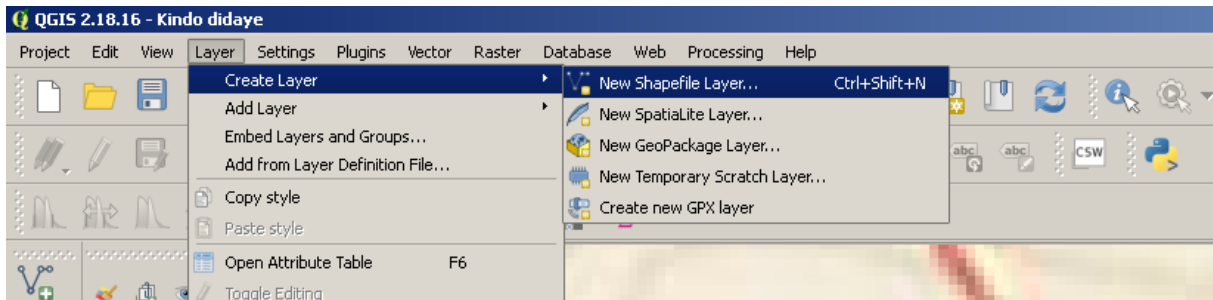 QGIS 2.18.16 - Kindo didaye
Project Edit View Layer Settings Plugins Vector Raster Database Web Processing Help
Create Layer
Add Layer
Embed Layers and Groups...
Add from Layer Definition File...
Copy style
Paste style
Open Attribute Table F6
Toggle Editing
New Shapefile Layer... Ctrl+Shift+N
New SpatiaLite Layer...
New GeoPackage Layer...
New Temporary Scratch Layer...
Create new GPX layer
abc abc CSW